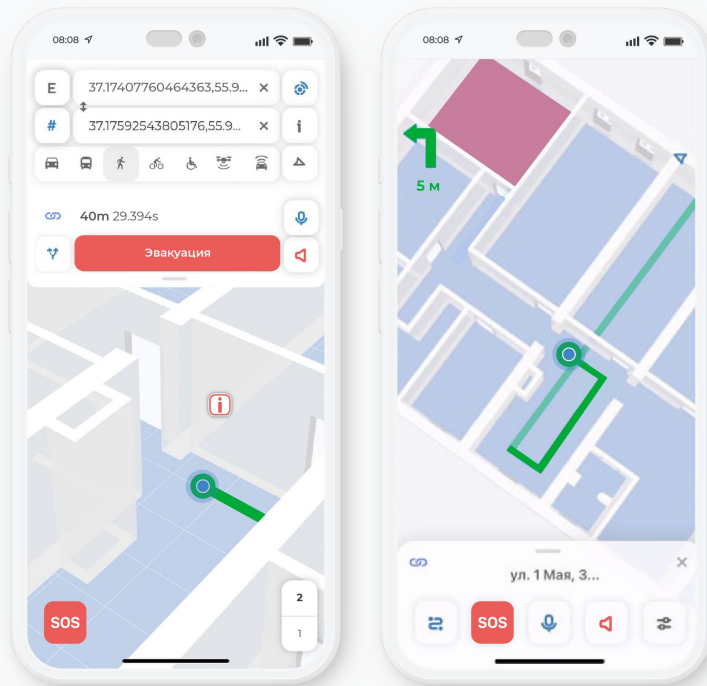 08:08
E
37.17407760464363,55.9...
#
37.17592543805176,55.9...
i
40m 29.394s
Эвакуация
i
SOS
2
1
08:08
5 м
ул. 1 Мая, 3...
SOS